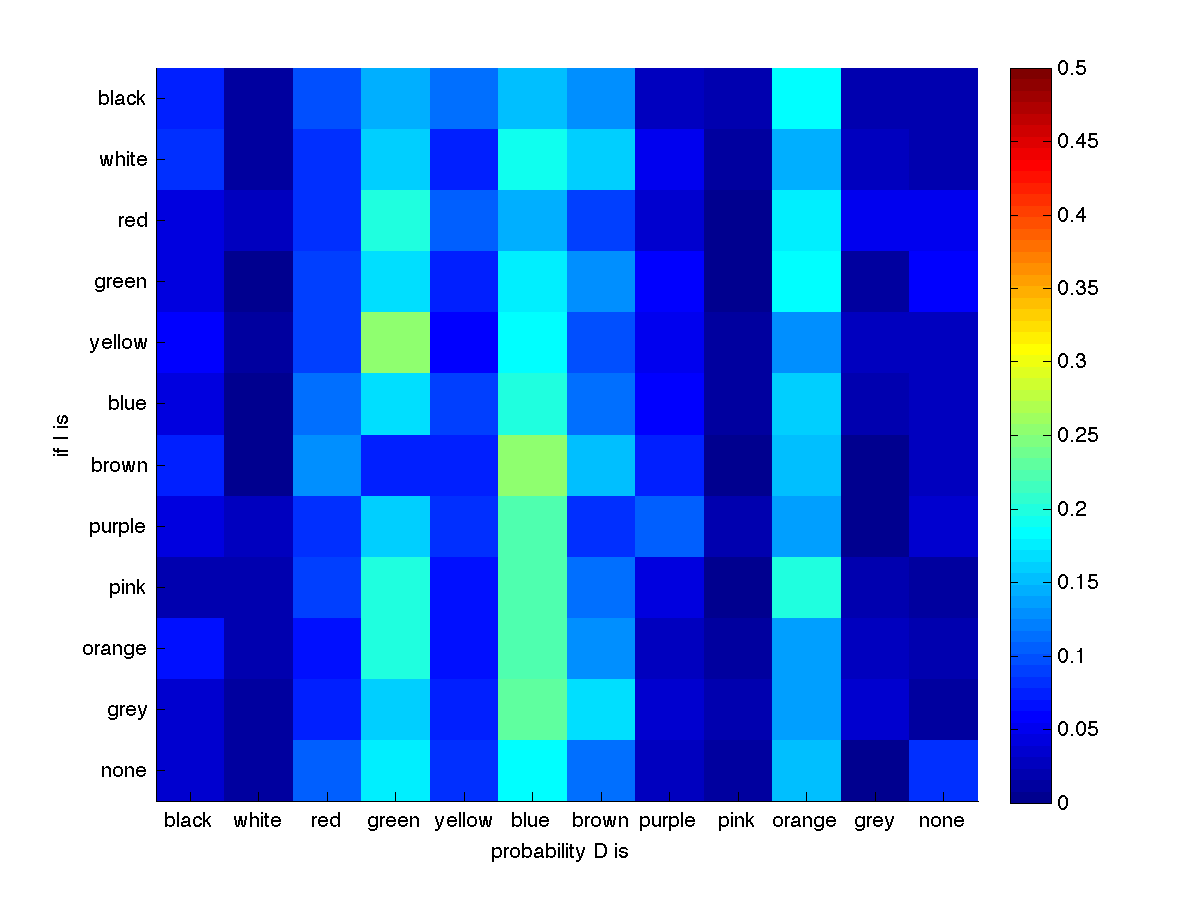 black
white
red
green
yellow
blue
brown
purple
pink
orange
grey
none
if I is
black white red green yellow blue brown purple pink orange grey none
probability D is
0.5
0.45
0.4
0.35
0.3
0.25
0.2
0.15
0.1
0.05
0